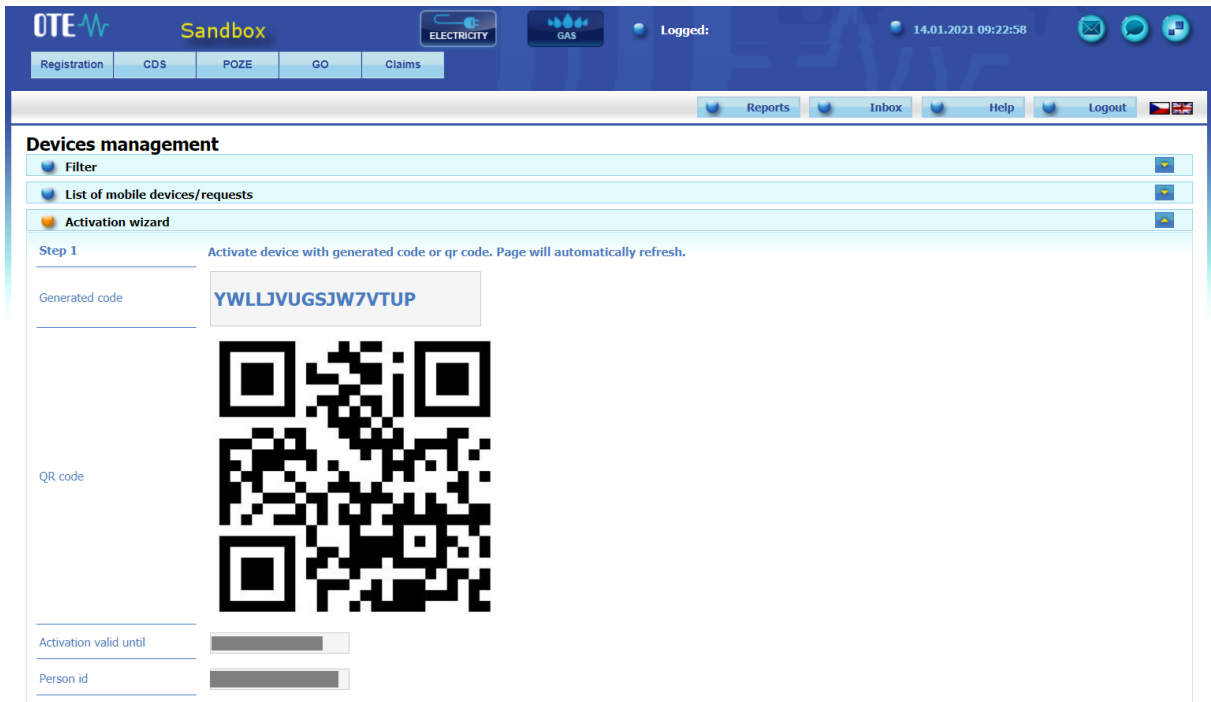 OTE Sandbox ELECTRICITY GAS Logged: 14.01.2021 09:22:58
Registration CDS POZE GO Claims
Reports Inbox Help Logout
Devices management
Filter
List of mobile devices/requests
Activation wizard
Step 1 Activate device with generated code or qr code. Page will automatically refresh.
Generated code YWLLJVUGSJW7VTUP
QR code
Activation valid until
Person id